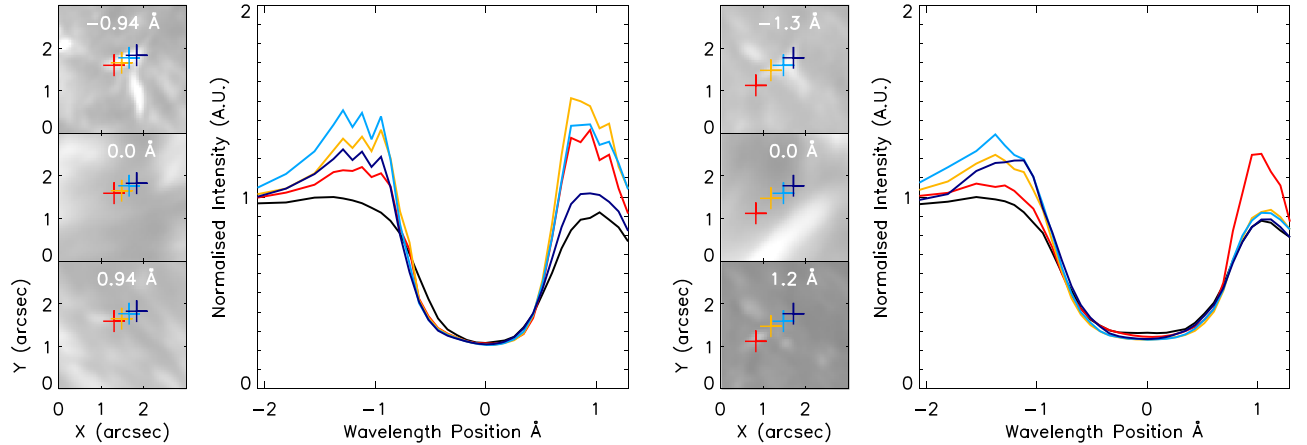 −0.94 Å
2
1
0
0.0 Å
2
1
0
0.94 Å
2
1
0
Y (arcsec)
0 1 2
X (arcsec)
2
1
0
Normalised Intensity (A.U.)
−2 −1 0 1
Wavelength Position Å
−1.3 Å
2
1
0
0.0 Å
2
1
0
1.2 Å
2
1
0
Y (arcsec)
0 1 2
X (arcsec)
2
1
0
Normalised Intensity (A.U.)
−2 −1 0 1
Wavelength Position Å